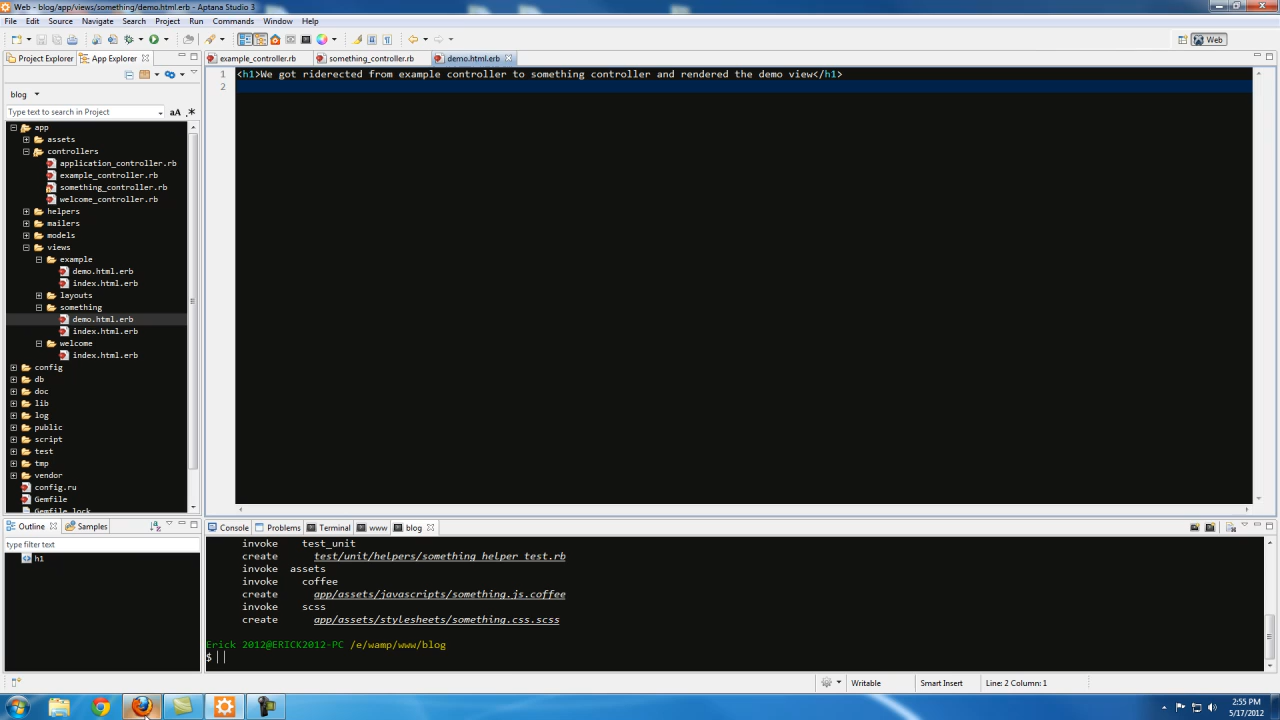 Web - blog/app/views/something/demo.html.erb - Aptana Studio 3
File Edit Source Navigate Search Project Run Commands Window Help
Web
Project Explorer App Explorer
example_controller.rb something_controller.rb demo.html.erb
blog
Type text to search in Project
aA .*
1 <h1>We got riderected from example controller to something controller and rendered the demo view</h1>
2
app
assets
controllers
application_controller.rb
example_controller.rb
something_controller.rb
welcome_controller.rb
helpers
mailers
models
views
example
demo.html.erb
index.html.erb
layouts
something
demo.html.erb
index.html.erb
welcome
index.html.erb
config
db
doc
lib
log
public
script
test
tmp
vendor
config.ru
Gemfile
Gemfile.lock
Outline Samples
type filter text
h1
Console Problems Terminal www blog
invoke test_unit
create test/unit/helpers/something_helper_test.rb
invoke assets
invoke coffee
create app/assets/javascripts/something.js.coffee
invoke scss
create app/assets/stylesheets/something.css.scss
Erick 2012@ERICK2012-PC /e/wamp/www/blog
$
Writable Smart Insert Line: 2 Column: 1
2:55 PM
5/17/2012